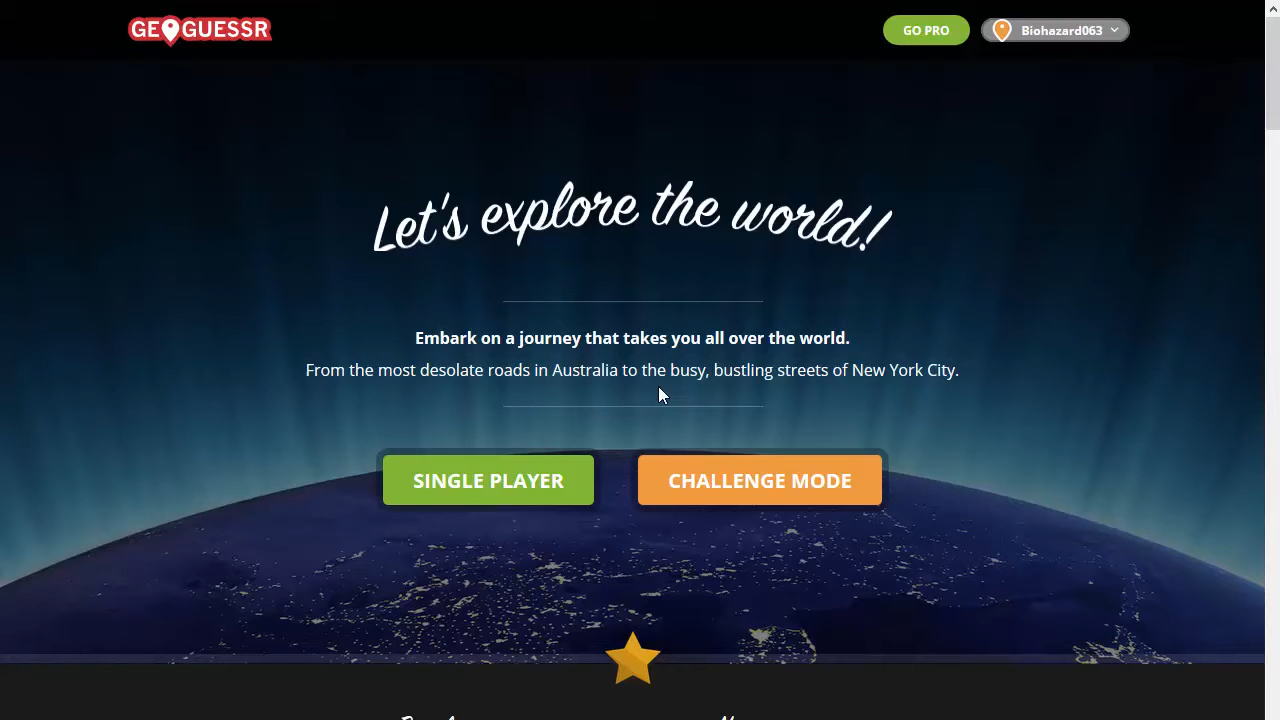 GEOGUESSR
GO PRO
Biohazard063
Let's explore the world!
Embark on a journey that takes you all over the world.
From the most desolate roads in Australia to the busy, bustling streets of New York City.
SINGLE PLAYER
CHALLENGE MODE